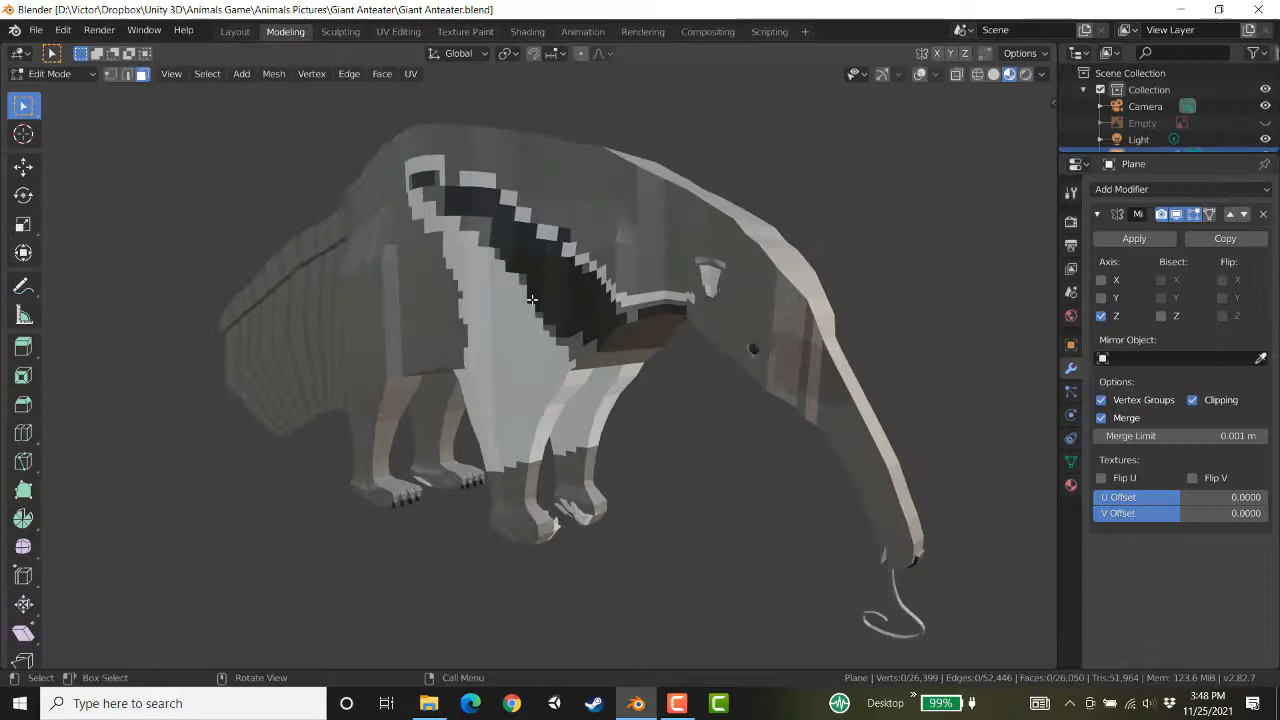 Blender [D:\Victor\Dropbox\Unity 3D\Animals Game\Animals Pictures\Giant Anteater\Giant Anteater.blend]
File Edit Render Window Help Layout Modeling Sculpting UV Editing Texture Paint Shading Animation Rendering Compositing Scripting Scene View Layer
Global X Y Z Options
Edit Mode View Select Add Mesh Vertex Edge Face UV
Scene Collection
Collection
Camera
Empty
Light
Plane
Add Modifier
Mi
Apply Copy
Axis: Bisect: Flip:
X X X
Y Y Y
Z Z Z
Mirror Object:
Options:
Vertex Groups Clipping
Merge
Merge Limit 0.001 m
Textures:
Flip U Flip V
U Offset 0.0000
V Offset 0.0000
Select Box Select Rotate View Call Menu Plane | Verts:0/26,399 | Edges:0/52,446 | Faces:0/26,050 | Tris:51,964 | Mem: 123.6 MiB | v2.82.7
Type here to search Desktop 99% 3:48 PM
11/25/2021